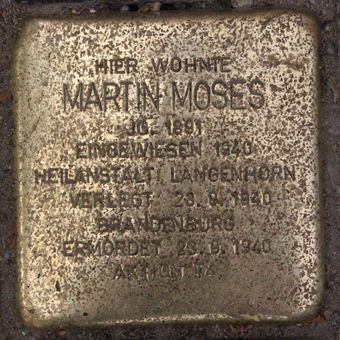 HIER WOHNTE
MARTIN MOSES
JG. 1891
EINGEWIESEN 1940
HEILANSTALT LANGENHORN
VERLEGT 23.9.1940
BRANDENBURG
ERMORDET 23.9.1940
AKTION T4